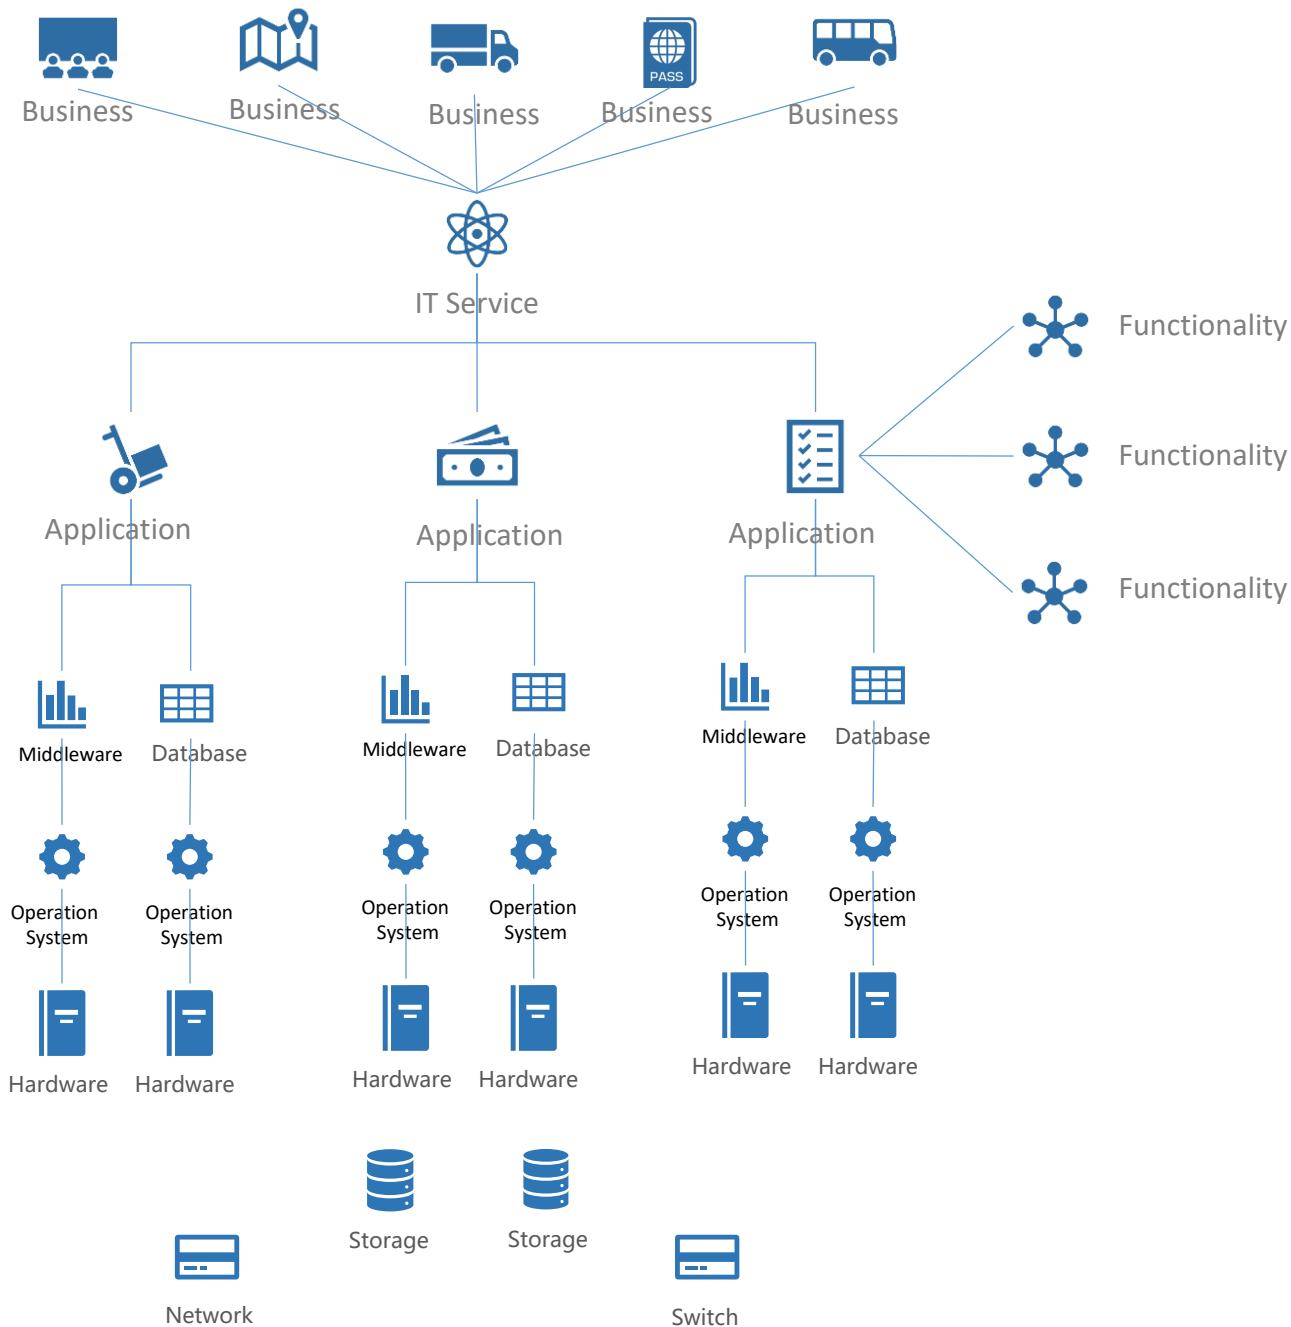 PASS
Business
Business
Business
Business
Business
IT Service
Functionality
Functionality
Functionality
Application
Application
Application
Middleware
Database
Middleware
Database
Middleware
Database
Operation
System
Operation
System
Operation
System
Operation
System
Operation
System
Operation
System
Hardware
Hardware
Hardware
Hardware
Hardware
Hardware
Storage
Storage
Network
Switch